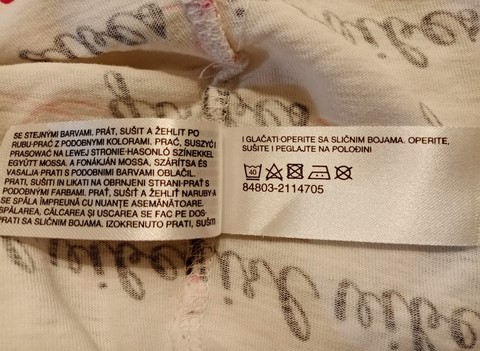 SE STEJNÝMI BARVAMI. PRÁT, SUŠIT A ŽEHLIT PO
RUBU-PRAĆ Z PODOBNYMI KOLORAMI. PRAĆ, SUSZYĆ I
PRASOWAĆ NA LEWEJ STRONIE-HASONLÓ SZÍNEKKEL
EGYÜTT MOSSA. A FONÁKJÁN MOSSA, SZÁRÍTSA ÉS
VASALJA PRATI S PODOBNIMI BARVAMI OBLAČIL.
PRATI, SUŠITI IN LIKATI NA OBRNJENI STRANI-PRAŤ S
PODOBNÝMI FARBAMI. PRAŤ, SUŠIŤ A ŽEHLIŤ NARUBY-A
SE SPĂLA ÎMPREUNĂ CU NUANȚE ASEMĂNĂTOARE.
SPĂLAREA, CĂLCAREA ȘI USCAREA SE FAC PE DOS-
PRATI SA SLIČNIM BOJAMA. IZOKRENUTO PRATI, SUŠITI
I GLAČATI-OPERITE SA SLIČNIM BOJAMA. OPERITE,
SUŠITE I PEGLAJTE NA POLOĐINI
40
84803-2114705